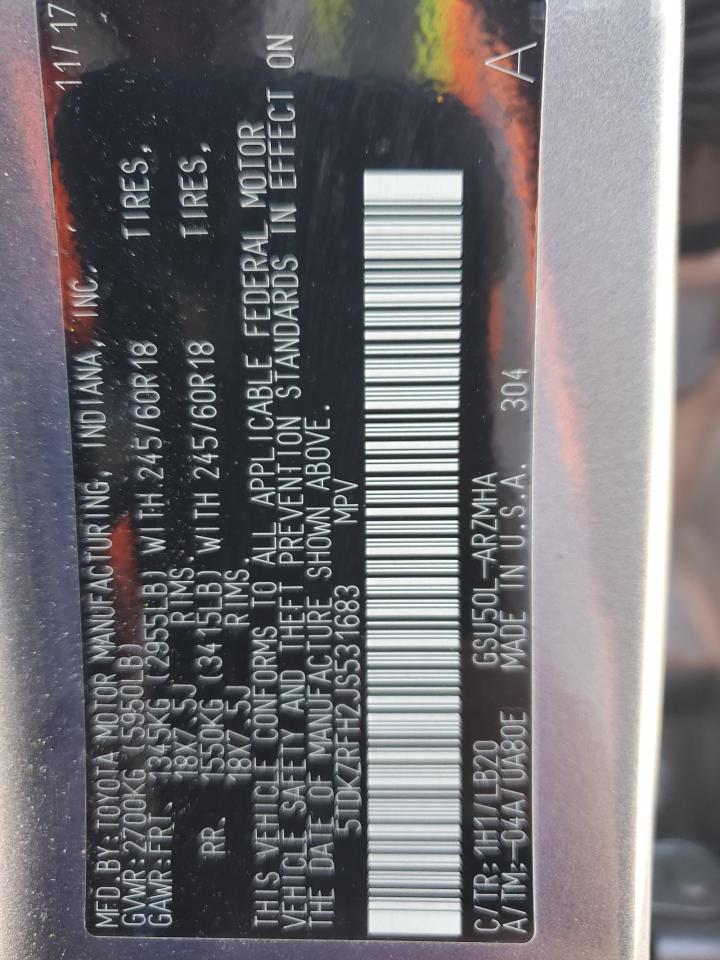 MFD BY: TOYOTA MOTOR MANUFACTURING, INDIANA, INC. 11/17
GVWR: 2700KG (5950LB)
GAWR: FRT. 1345KG (2955LB) WITH 245/60R18 TIRES,
18X7.5J RIMS.
RR. 1550KG (3415LB) WITH 245/60R18 TIRES,
18X7.5J RIMS.
THIS VEHICLE CONFORMS TO ALL APPLICABLE FEDERAL MOTOR
VEHICLE SAFETY AND THEFT PREVENTION STANDARDS IN EFFECT ON
THE DATE OF MANUFACTURE SHOWN ABOVE.
5TDKZRFH2JS531683 MPV
C/TR: 1H1/LB20 GSU50L-ARZMHA
A/TM: -04A/UA80E MADE IN U.S.A. 304 A